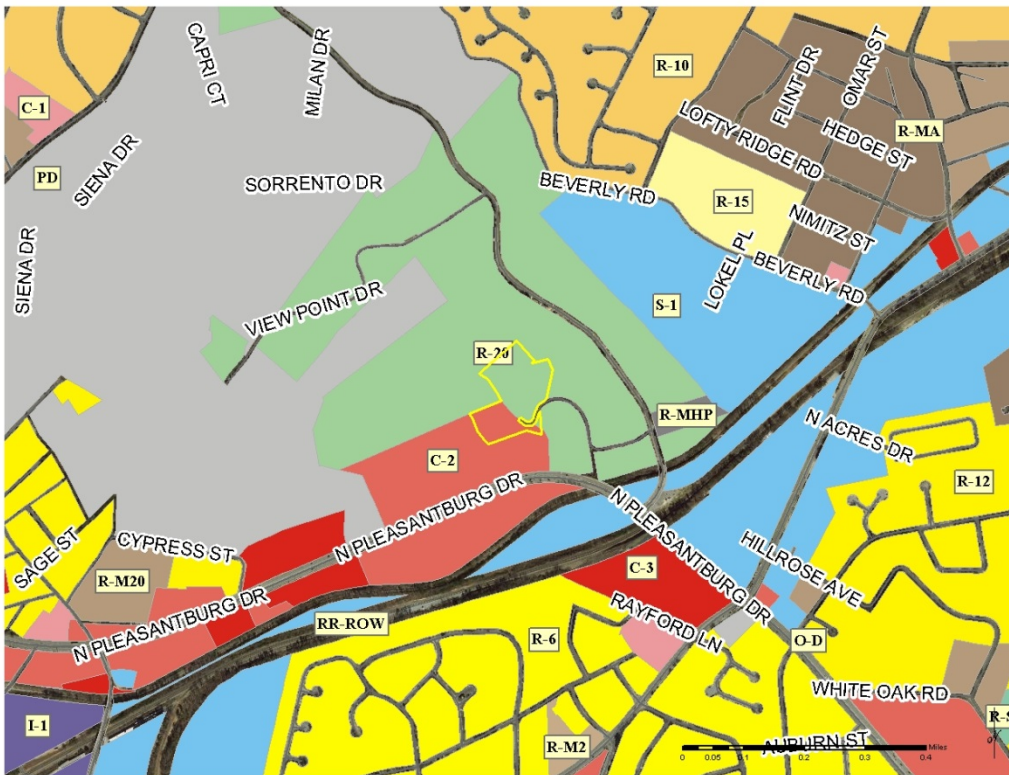 CAPRI CT
MILAN DR
R-10
FLINT DR
OMAR ST
C-1
LOFTY RIDGE RD
HEDGE ST
R-MA
PD
SIENA DR
SORRENTO DR
BEVERLY RD
R-15
NIMITZ ST
SIENA DR
LOKEL PL
BEVERLY RD
VIEW POINT DR
S-1
R-20
R-MHP
N ACRES DR
C-2
N PLEASANTBURG DR
R-12
SAGE ST
CYPRESS ST
N PLEASANTBURG DR
HILLROSE AVE
R-M20
C-3
N PLEASANTBURG DR
RR-ROW
RAYFORD LN
R-6
O-D
WHITE OAK RD
I-1
R-M2
AUBURN ST
Miles
0 0.05 0.1 0.2 0.3 0.4